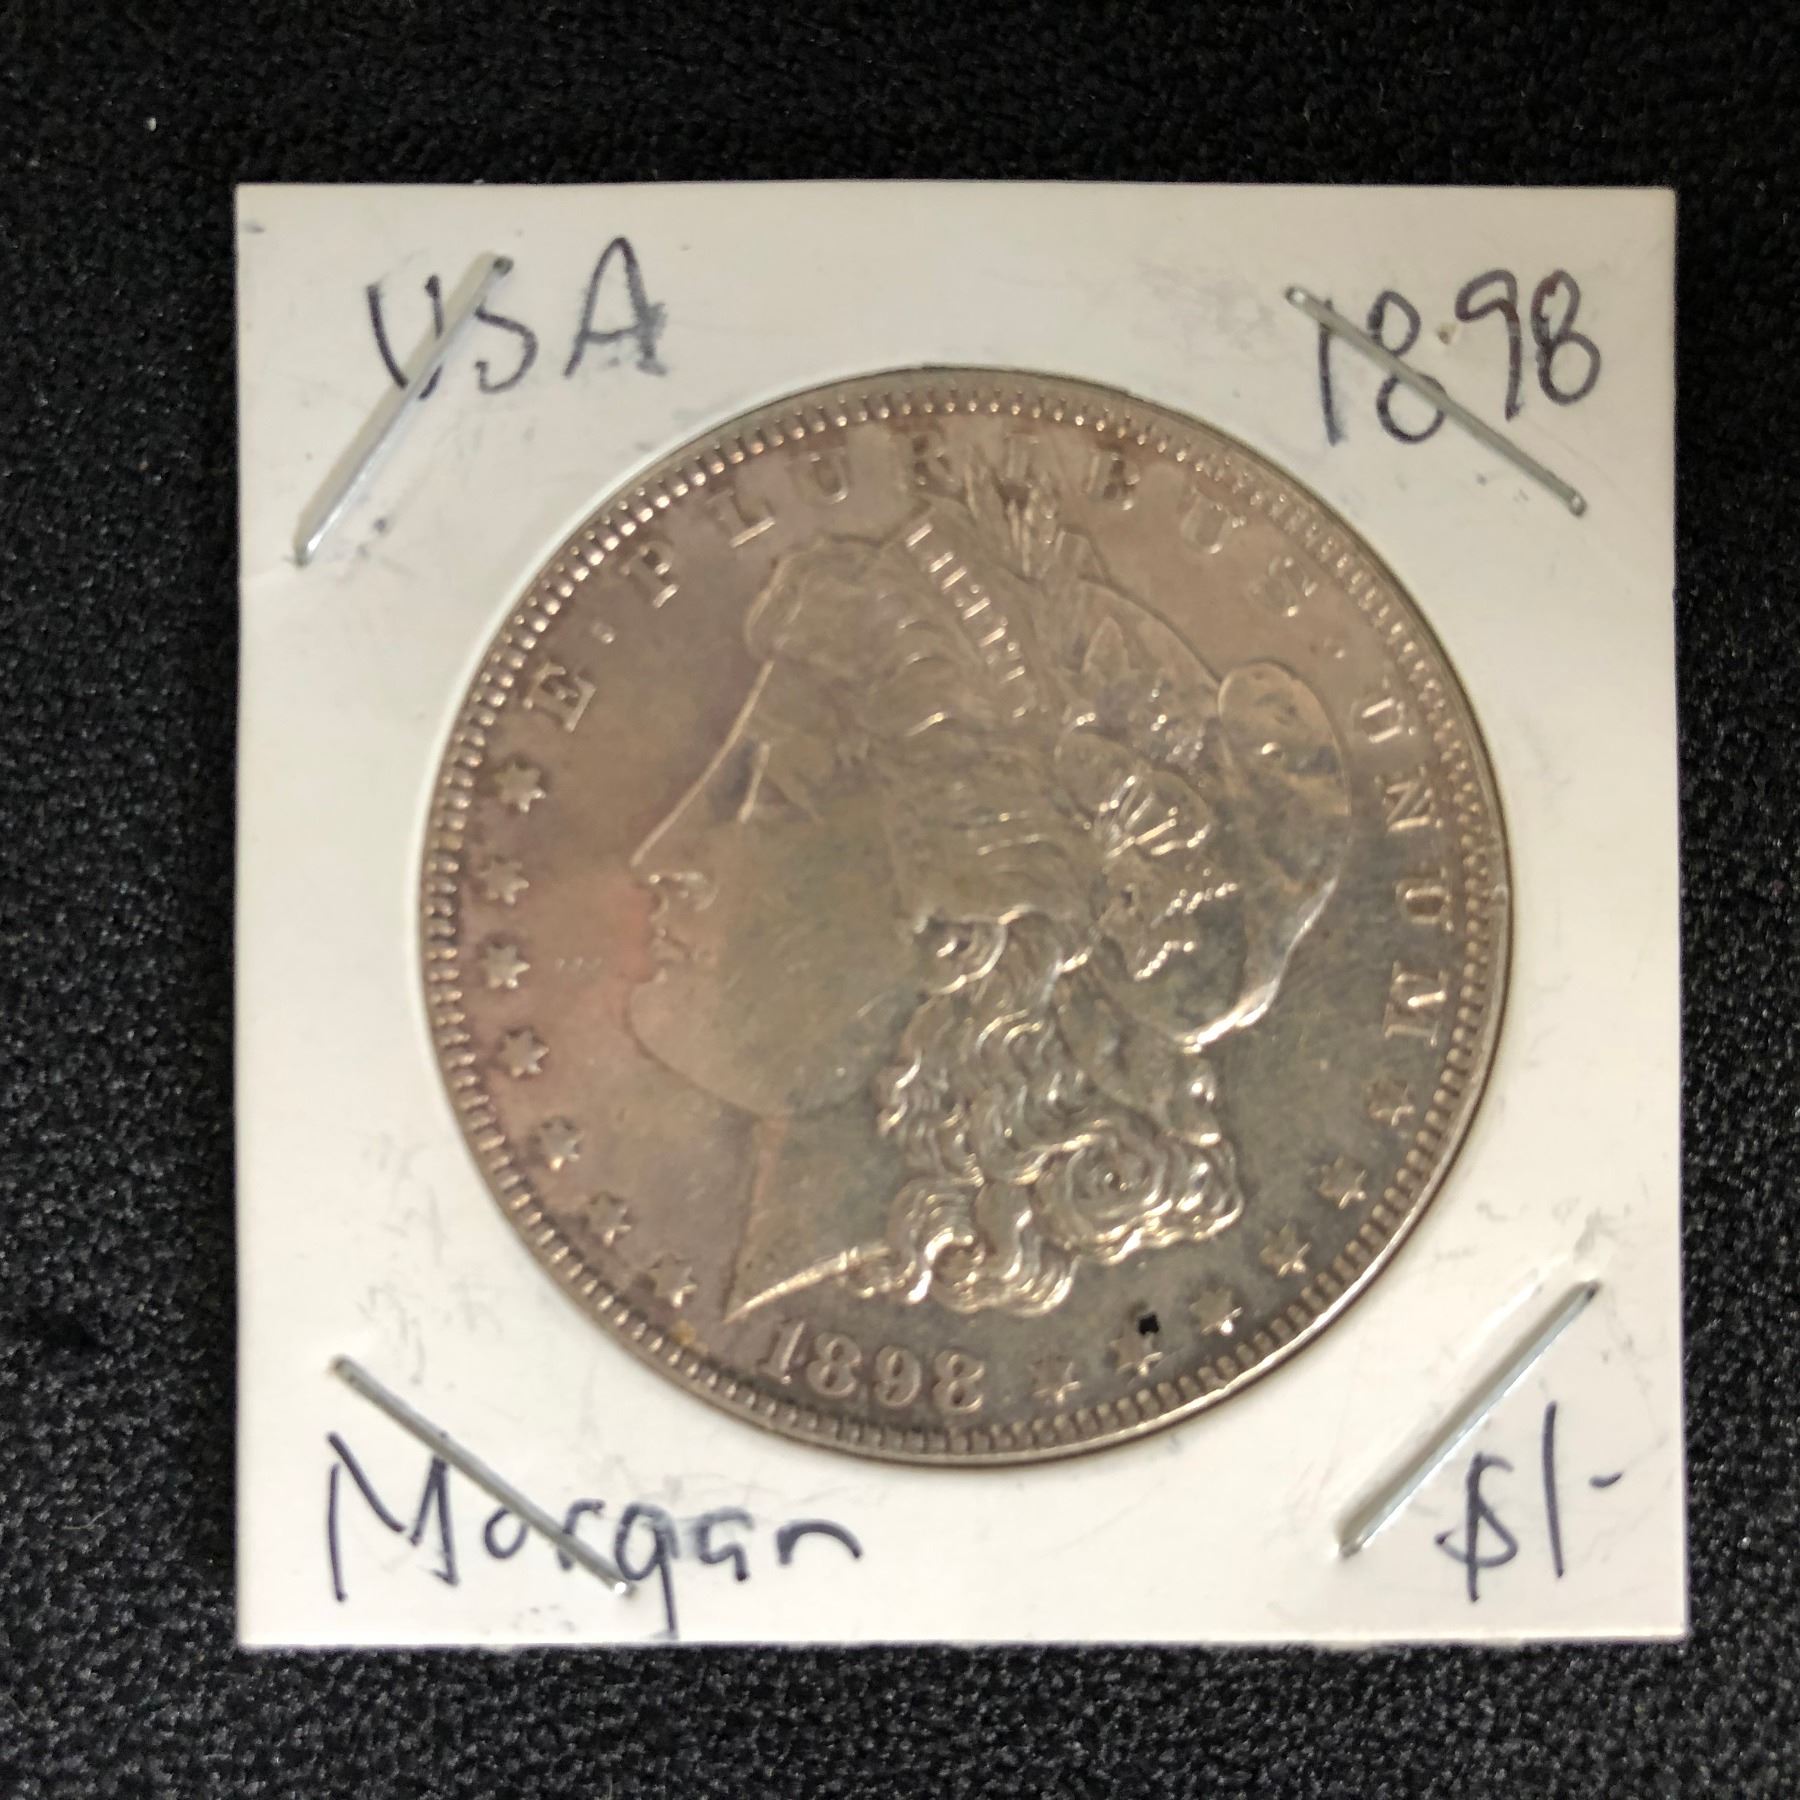 USA
1898
E·PLURIBUS·UNUM
LIBERTY
1898
Morgan
$1-